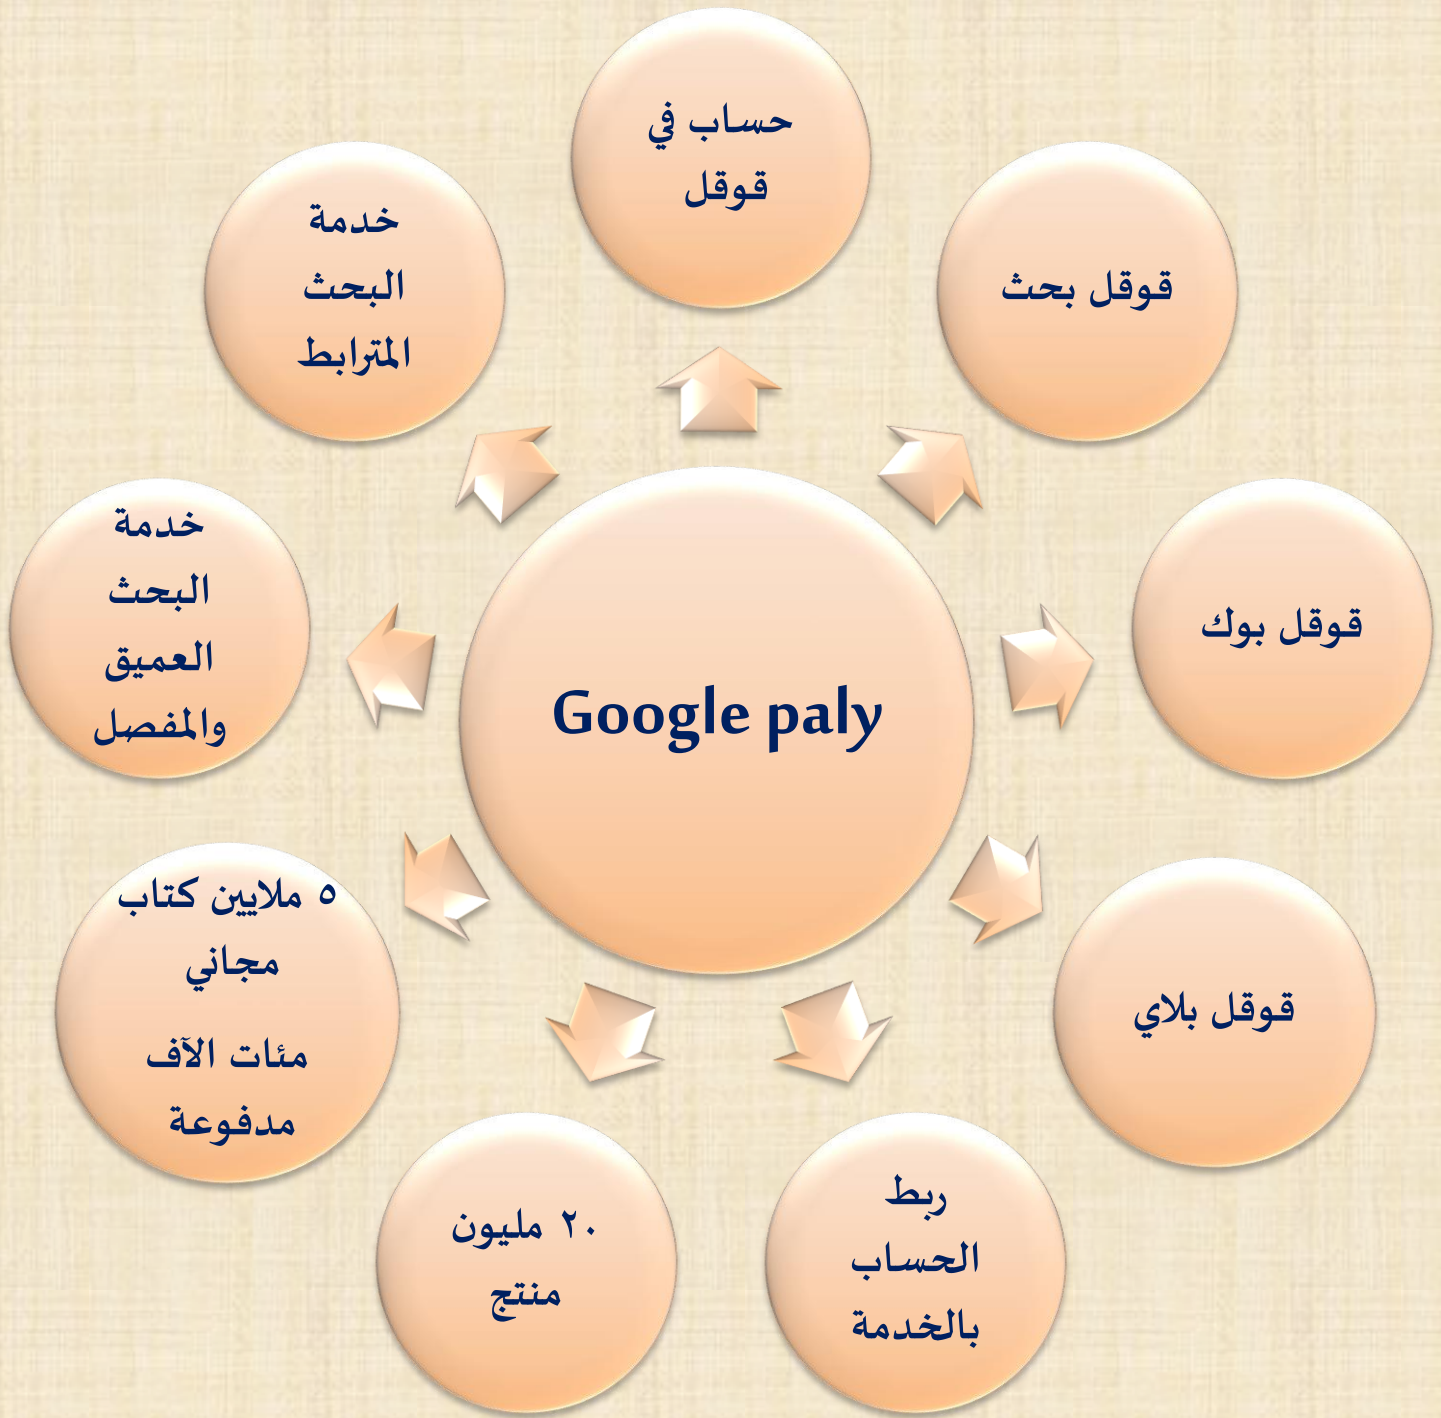 Google paly
حساب في
قوقل
قوقل بحث
قوقل بوك
قوقل بلاي
ربط
الحساب
بالخدمة
٢٠ مليون
منتج
٥ ملايين كتاب
مجاني
مئات الآف
مدفوعة
خدمة
البحث
العميق
والمفصل
خدمة
البحث
المترابط